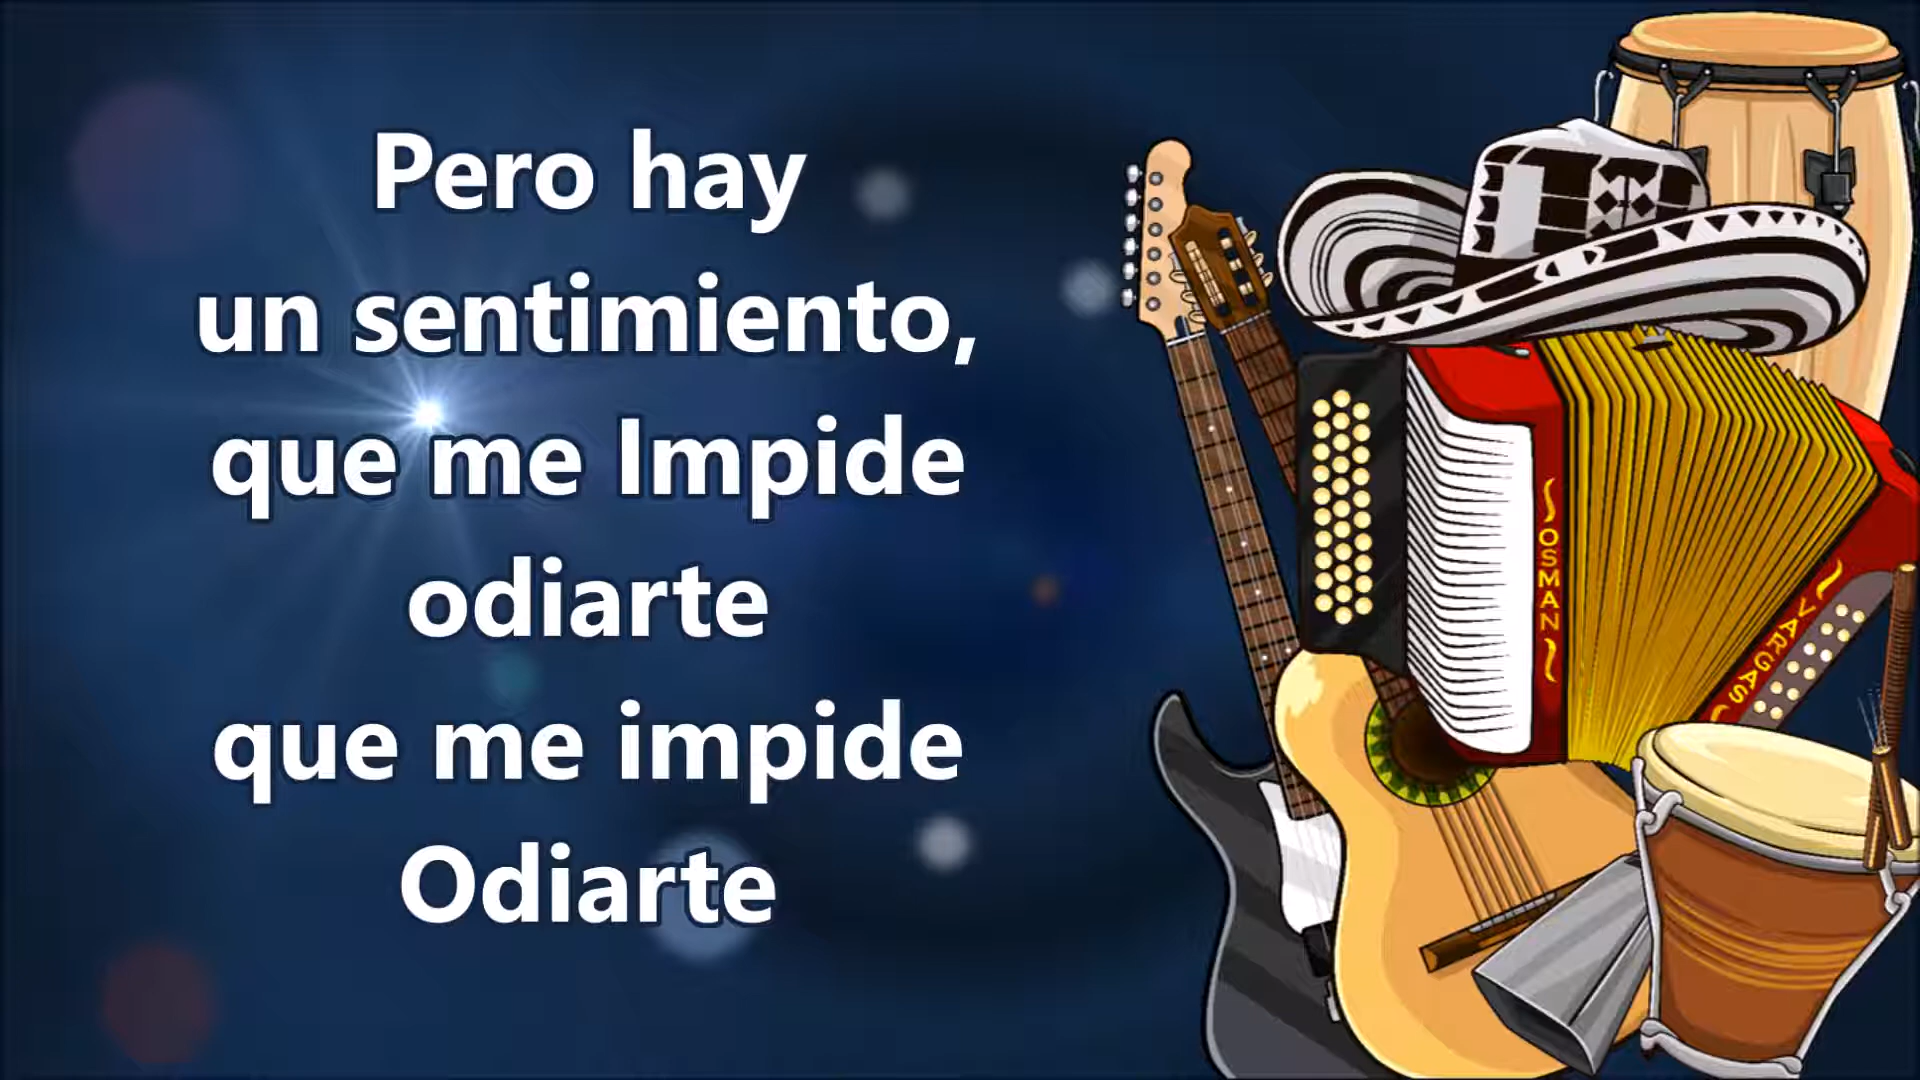 Pero hay
un sentimiento,
que me Impide
odiarte
que me impide
Odiarte
OSMAN
VARGAS